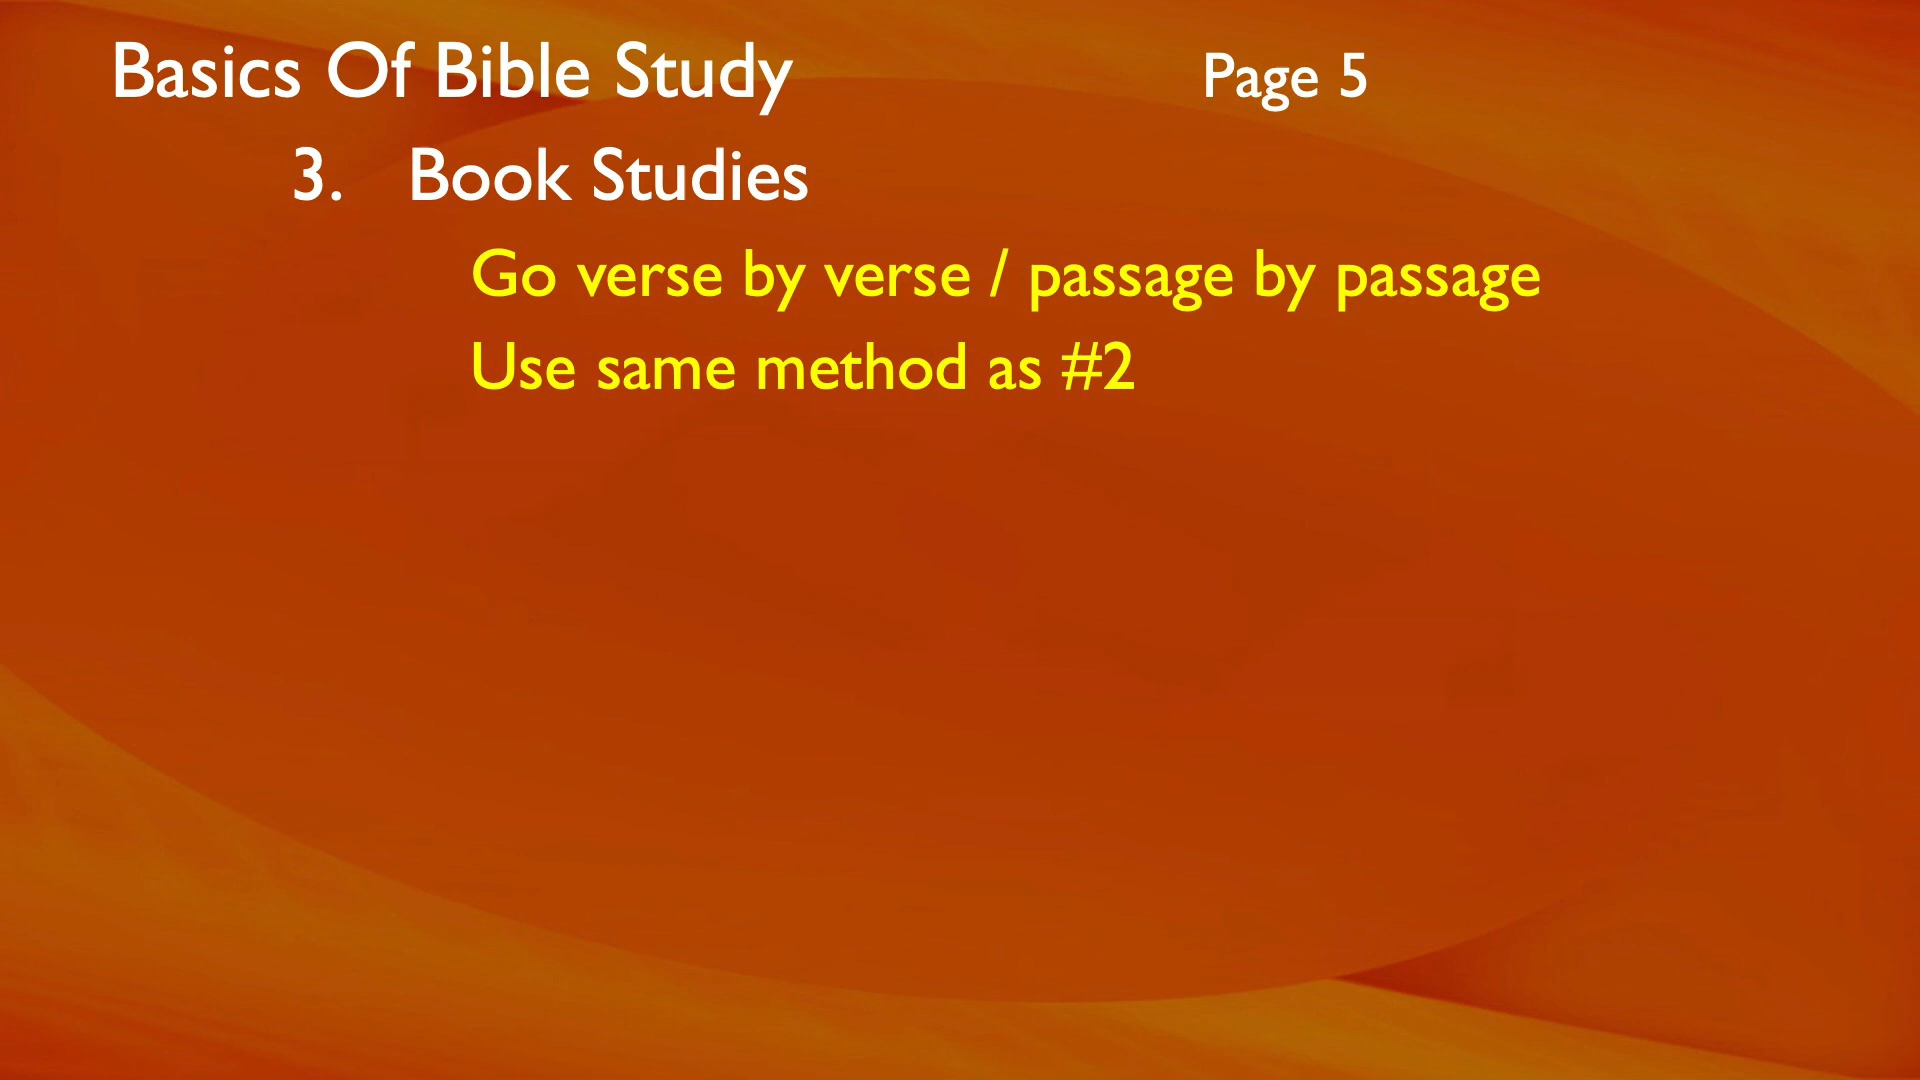 Basics Of Bible Study Page 5
3. Book Studies
Go verse by verse / passage by passage
Use same method as #2